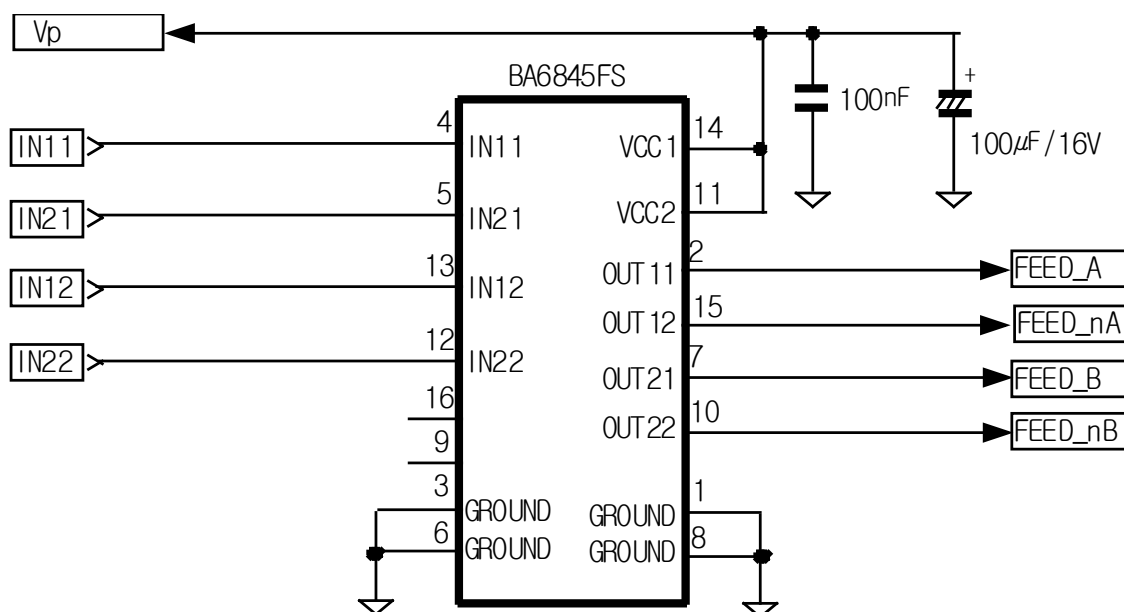 Vp
BA6845FS
100nF
+
100μF/16V
IN11
4
IN11
VCC1
14
IN21
5
IN21
VCC2
11
IN12
13
IN12
OUT11
2
FEED_A
OUT12
15
FEED_nA
IN22
12
IN22
OUT21
7
FEED_B
16
OUT22
10
FEED_nB
9
3
GROUND
GROUND
1
6
GROUND
GROUND
8